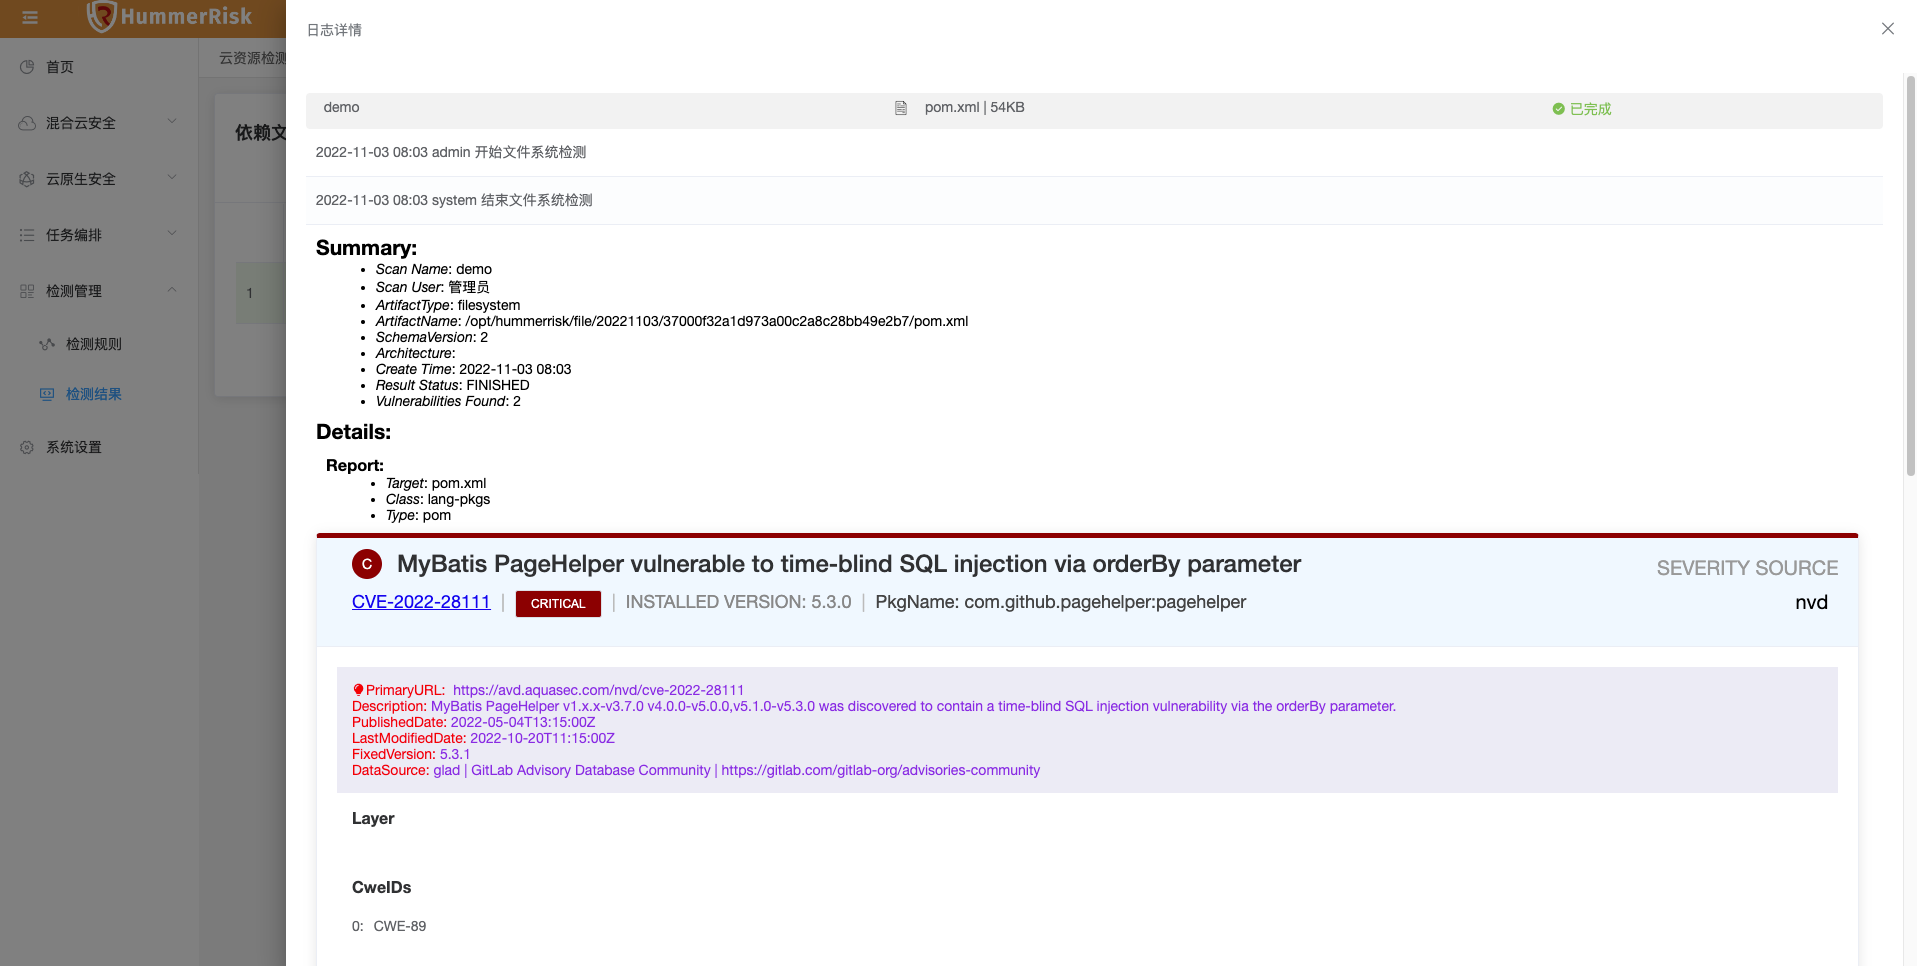 HummerRisk
首页
混合云安全
云原生安全
任务编排
检测管理
检测规则
检测结果
系统设置
云资源检测
依赖文
1
日志详情
demo pom.xml | 54KB 已完成
2022-11-03 08:03 admin 开始文件系统检测
2022-11-03 08:03 system 结束文件系统检测
Summary:
Scan Name: demo
Scan User: 管理员
ArtifactType: filesystem
ArtifactName: /opt/hummerrisk/file/20221103/37000f32a1d973a00c2a8c28bb49e2b7/pom.xml
SchemaVersion: 2
Architecture:
Create Time: 2022-11-03 08:03
Result Status: FINISHED
Vulnerabilities Found: 2
Details:
Report:
Target: pom.xml
Class: lang-pkgs
Type: pom
C MyBatis PageHelper vulnerable to time-blind SQL injection via orderBy parameter SEVERITY SOURCE
CVE-2022-28111 | CRITICAL | INSTALLED VERSION: 5.3.0 | PkgName: com.github.pagehelper:pagehelper nvd
PrimaryURL: https://avd.aquasec.com/nvd/cve-2022-28111
Description: MyBatis PageHelper v1.x.x-v3.7.0 v4.0.0-v5.0.0,v5.1.0-v5.3.0 was discovered to contain a time-blind SQL injection vulnerability via the orderBy parameter.
PublishedDate: 2022-05-04T13:15:00Z
LastModifiedDate: 2022-10-20T11:15:00Z
FixedVersion: 5.3.1
DataSource: glad | GitLab Advisory Database Community | https://gitlab.com/gitlab-org/advisories-community
Layer
CweIDs
0: CWE-89